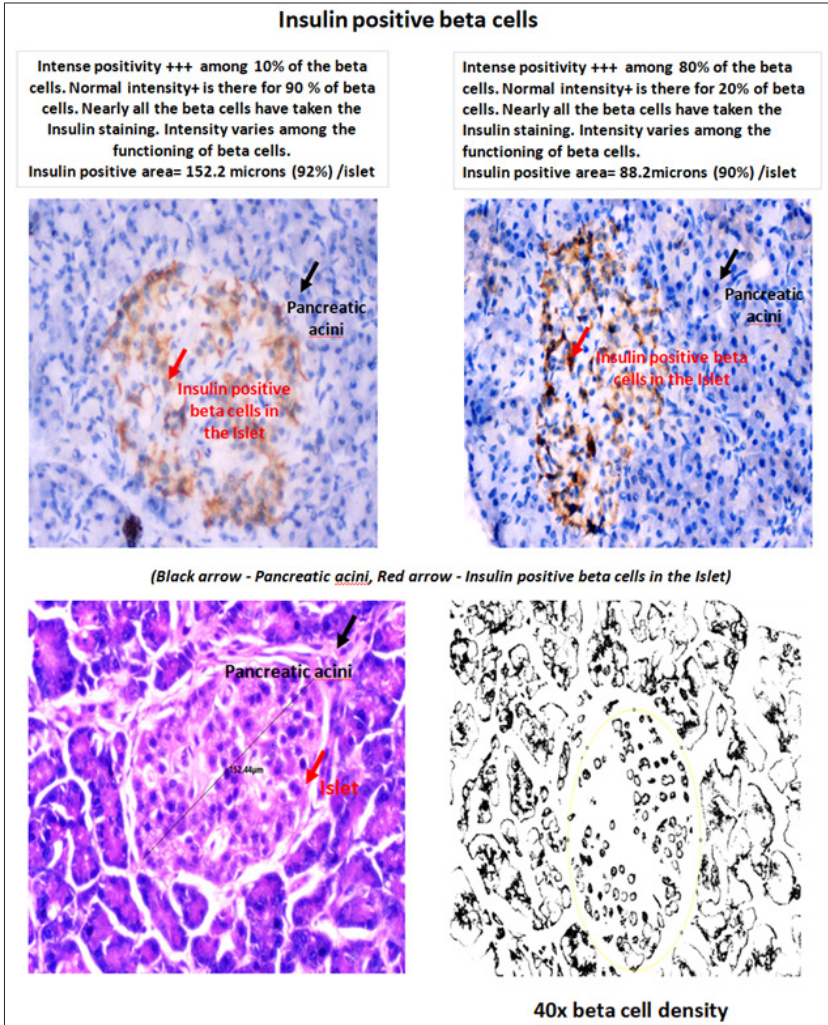 Insulin positive beta cells
Intense positivity +++ among 10% of the beta
cells. Normal intensity+ is there for 90 % of beta
cells. Nearly all the beta cells have taken the
Insulin staining. Intensity varies among the
functioning of beta cells.
Insulin positive area= 152.2 microns (92%) /islet
Intense positivity +++ among 80% of the beta
cells. Normal intensity+ is there for 20% of beta
cells. Nearly all the beta cells have taken the
Insulin staining. Intensity varies among the
functioning of beta cells.
Insulin positive area= 88.2microns (90%) /islet
Pancreatic
acini
Insulin positive
beta cells in
the Islet
Pancreatic
acini
Insulin positive beta
cells in the Islet
(Black arrow - Pancreatic acini, Red arrow - Insulin positive beta cells in the Islet)
Pancreatic acini
152.44µm
Islet
40x beta cell density